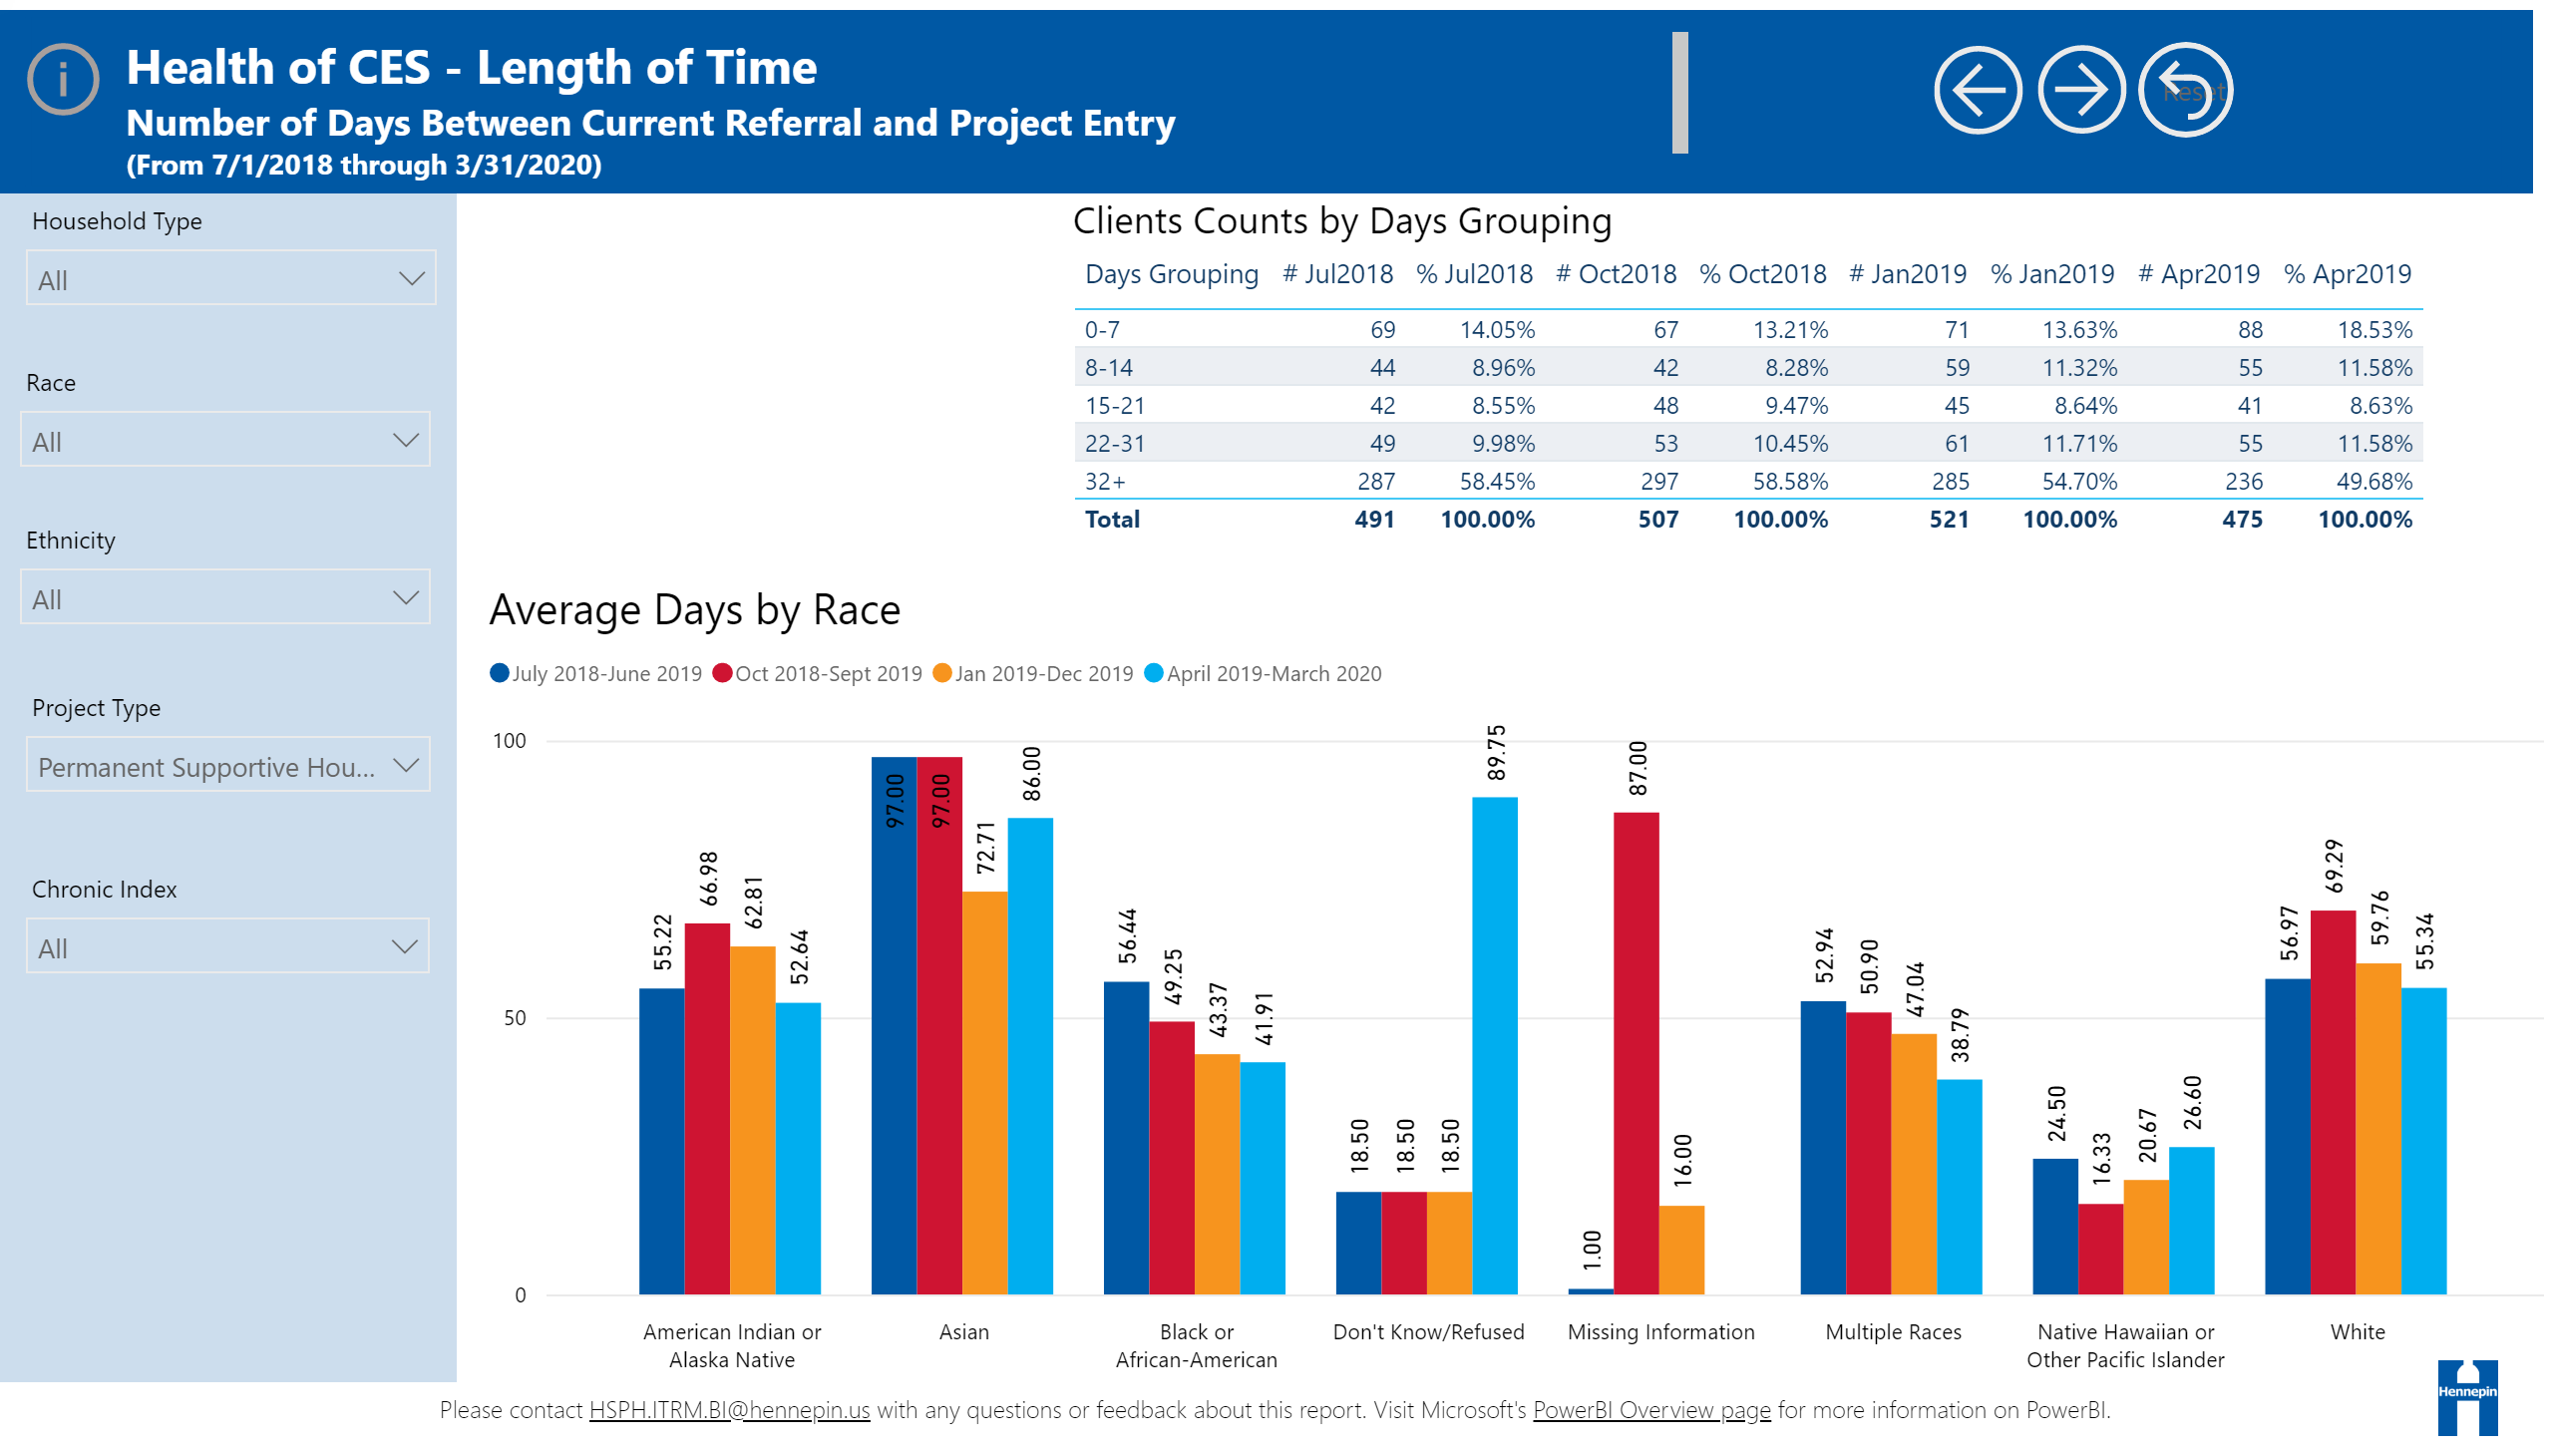 Health of CES - Length of Time
Number of Days Between Current Referral and Project Entry
(From 7/1/2018 through 3/31/2020)
Reset
Household Type
All
Race
All
Ethnicity
All
Project Type
Permanent Supportive Hou...
Chronic Index
All
Clients Counts by Days Grouping
Days Grouping # Jul2018 % Jul2018 # Oct2018 % Oct2018 # Jan2019 % Jan2019 # Apr2019 % Apr2019
0-7 69 14.05% 67 13.21% 71 13.63% 88 18.53%
8-14 44 8.96% 42 8.28% 59 11.32% 55 11.58%
15-21 42 8.55% 48 9.47% 45 8.64% 41 8.63%
22-31 49 9.98% 53 10.45% 61 11.71% 55 11.58%
32+ 287 58.45% 297 58.58% 285 54.70% 236 49.68%
Total 491 100.00% 507 100.00% 521 100.00% 475 100.00%
Average Days by Race
July 2018-June 2019 Oct 2018-Sept 2019 Jan 2019-Dec 2019 April 2019-March 2020
100
50
0
55.22 66.98 62.81 52.64
97.00 97.00 72.71 86.00
56.44 49.25 43.37 41.91
18.50 18.50 18.50 89.75
1.00 87.00 16.00
52.94 50.90 47.04 38.79
24.50 16.33 20.67 26.60
56.97 69.29 59.76 55.34
American Indian or
Alaska Native
Asian
Black or
African-American
Don't Know/Refused
Missing Information
Multiple Races
Native Hawaiian or
Other Pacific Islander
White
Please contact HSPH.ITRM.BI@hennepin.us with any questions or feedback about this report. Visit Microsoft's PowerBI Overview page for more information on PowerBI.
Hennepin